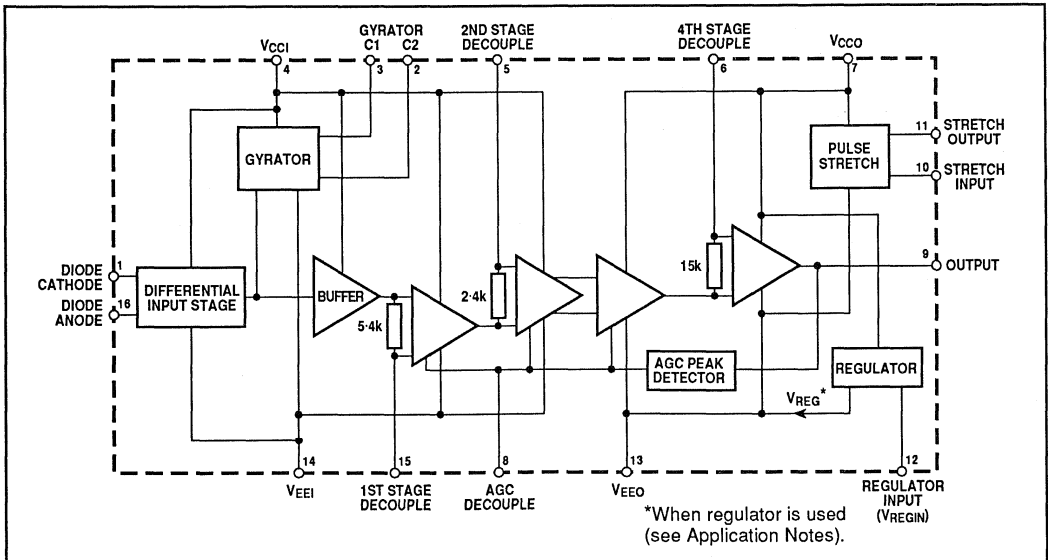 VCCI
4
GYRATOR
C1 C2
3 2
2ND STAGE
DECOUPLE
5
4TH STAGE
DECOUPLE
6
VCCO
7
GYRATOR
PULSE
STRETCH
11 STRETCH
OUTPUT
10 STRETCH
INPUT
DIODE
CATHODE
1
DIODE
ANODE
16
DIFFERENTIAL
INPUT STAGE
BUFFER
5·4k
2·4k
15k
9
OUTPUT
AGC PEAK
DETECTOR
REGULATOR
VREG*
14
VEEI
15
1ST STAGE
DECOUPLE
8
AGC
DECOUPLE
13
VEEO
12
REGULATOR
INPUT
(VREGIN)
*When regulator is used
(see Application Notes).